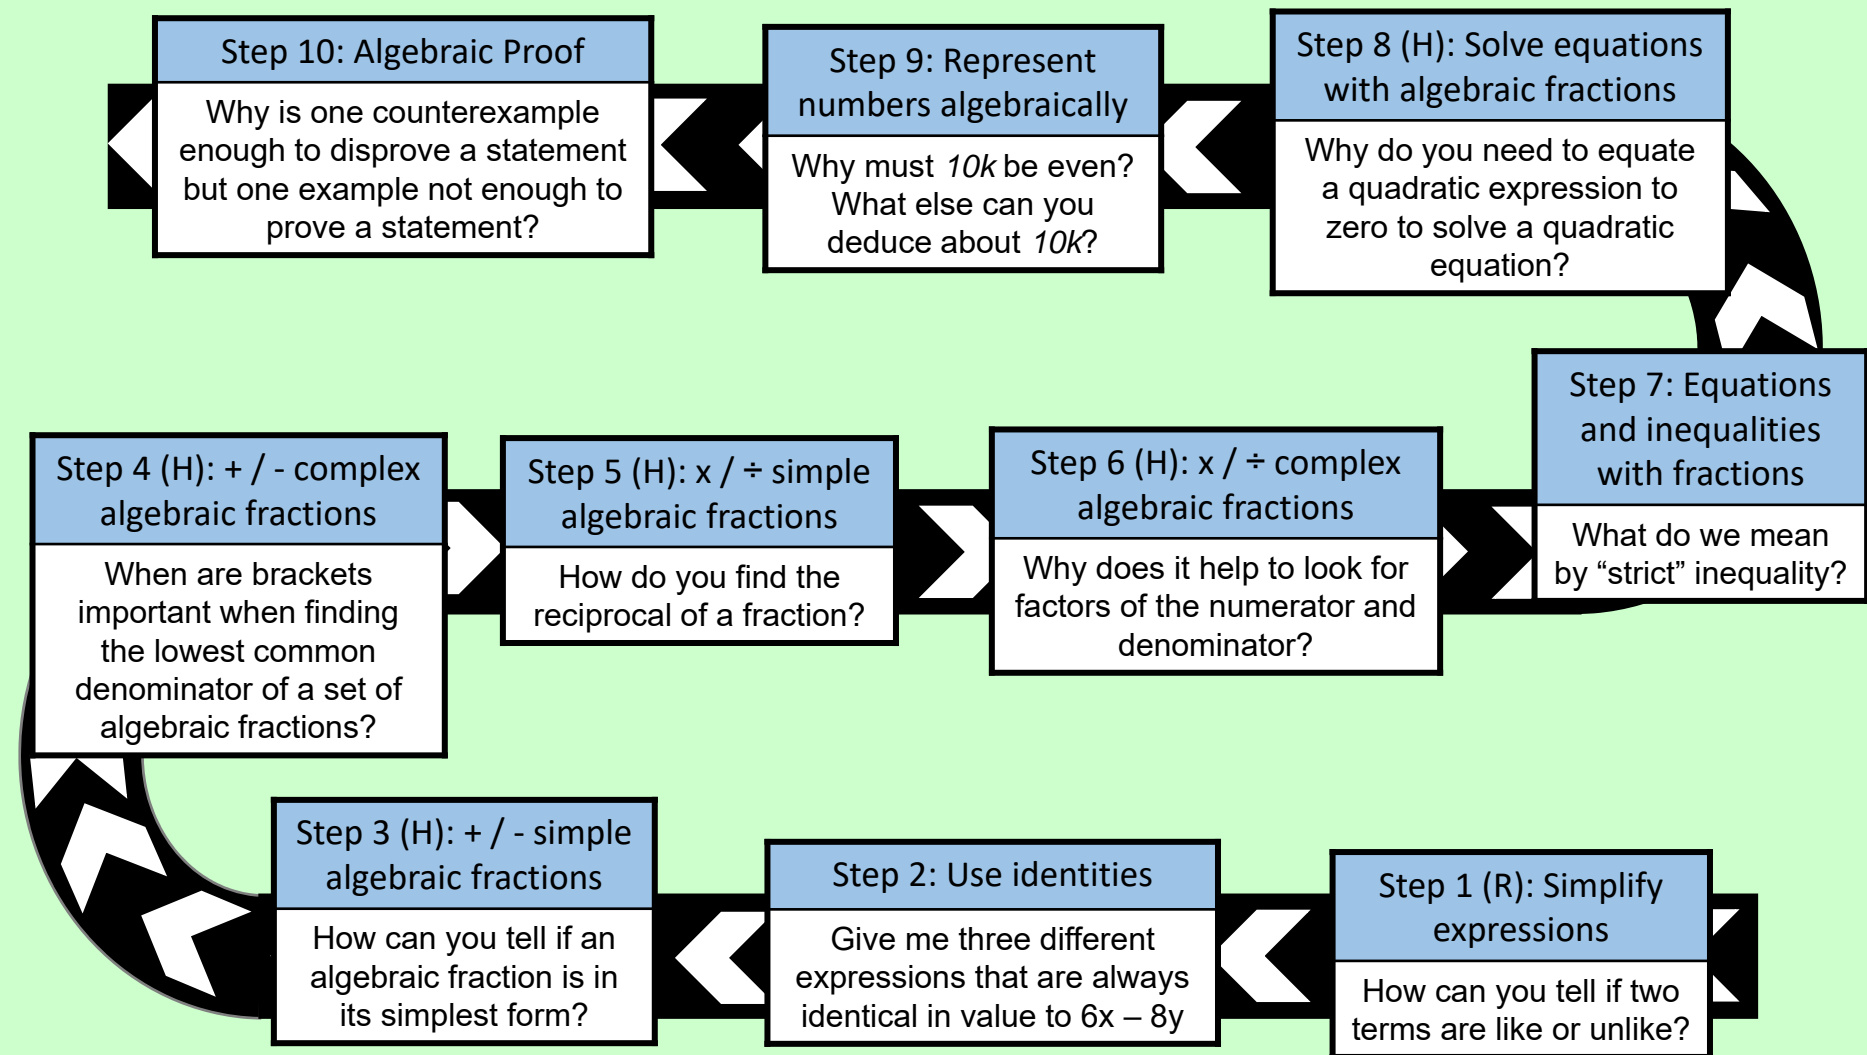 Step 10: Algebraic Proof
Why is one counterexample
enough to disprove a statement
but one example not enough to
prove a statement?
Step 9: Represent
numbers algebraically
Why must 10k be even?
What else can you
deduce about 10k?
Step 8 (H): Solve equations
with algebraic fractions
Why do you need to equate
a quadratic expression to
zero to solve a quadratic
equation?
Step 4 (H): + / - complex
algebraic fractions
When are brackets
important when finding
the lowest common
denominator of a set of
algebraic fractions?
Step 5 (H): x / ÷ simple
algebraic fractions
How do you find the
reciprocal of a fraction?
Step 6 (H): x / ÷ complex
algebraic fractions
Why does it help to look for
factors of the numerator and
denominator?
Step 7: Equations
and inequalities
with fractions
What do we mean
by “strict” inequality?
Step 3 (H): + / - simple
algebraic fractions
How can you tell if an
algebraic fraction is in
its simplest form?
Step 2: Use identities
Give me three different
expressions that are always
identical in value to 6x – 8y
Step 1 (R): Simplify
expressions
How can you tell if two
terms are like or unlike?